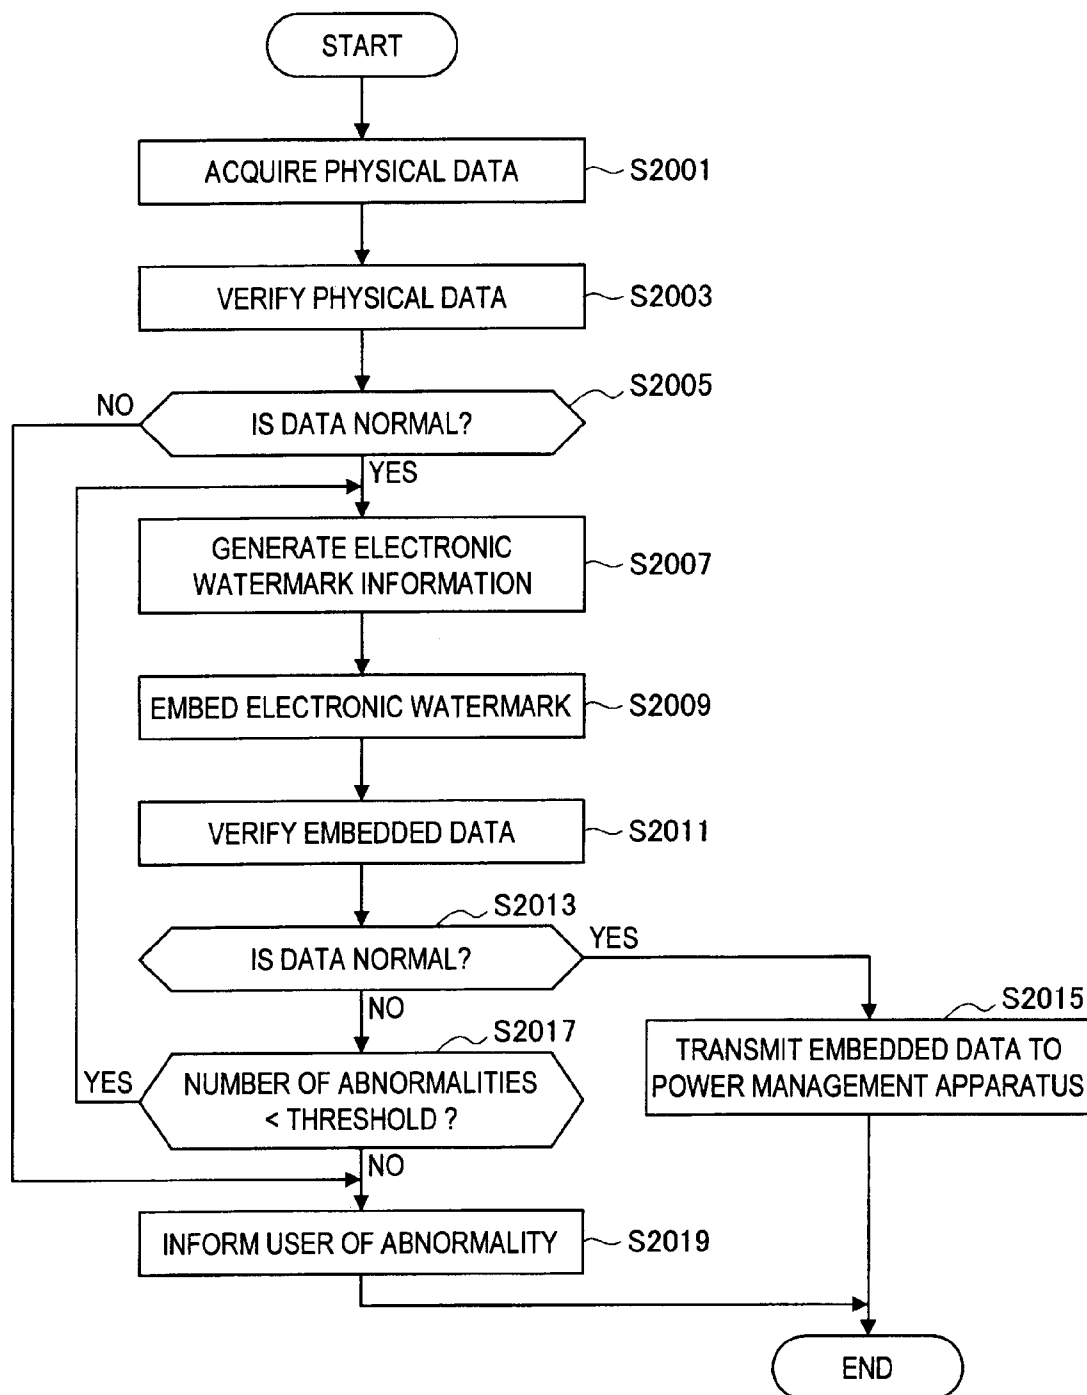 START
ACQUIRE PHYSICAL DATA
S2001
VERIFY PHYSICAL DATA
S2003
S2005
NO
IS DATA NORMAL?
YES
GENERATE ELECTRONIC
WATERMARK INFORMATION
S2007
EMBED ELECTRONIC WATERMARK
S2009
VERIFY EMBEDDED DATA
S2011
S2013
IS DATA NORMAL?
YES
NO
S2015
TRANSMIT EMBEDDED DATA TO
POWER MANAGEMENT APPARATUS
S2017
YES
NUMBER OF ABNORMALITIES
< THRESHOLD ?
NO
INFORM USER OF ABNORMALITY
S2019
END